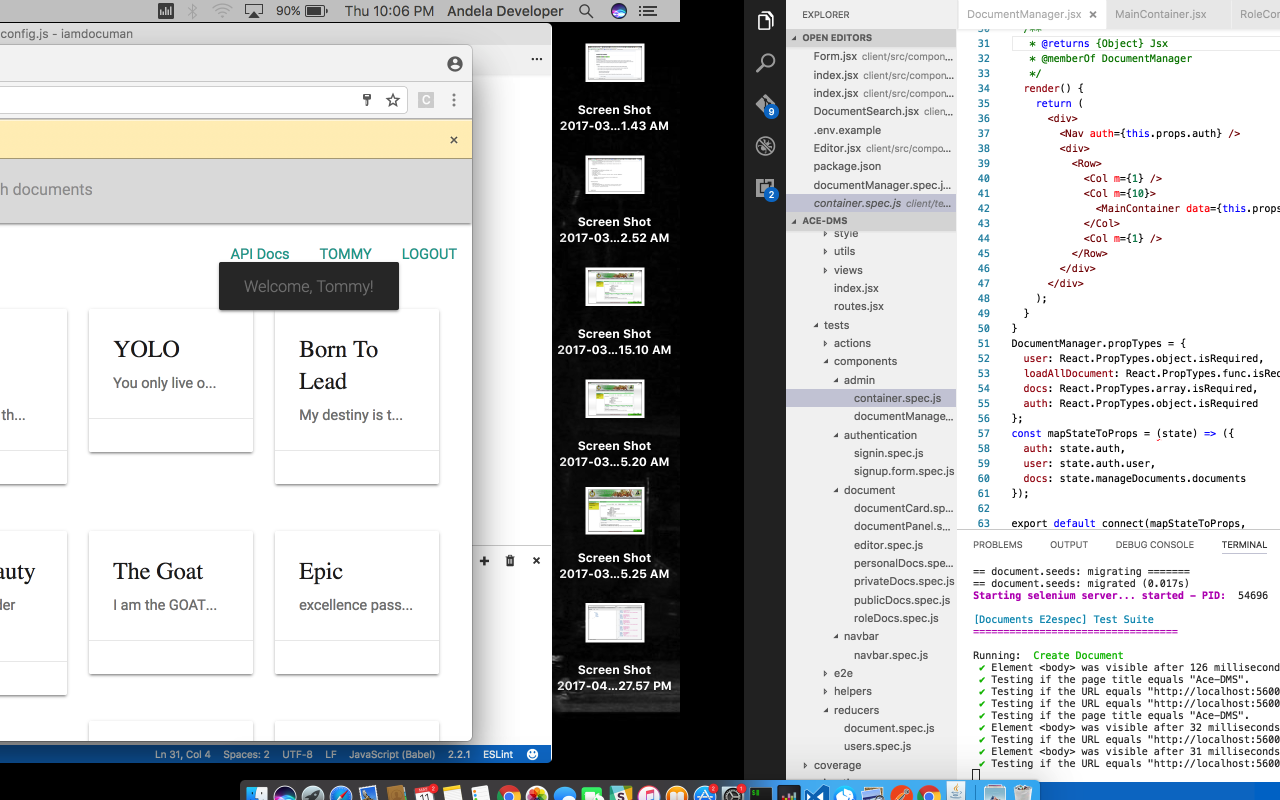 90%
Thu 10:06 PM
Andela Developer
config.js - iamdocuman
C
h documents
API Docs
TOMMY
LOGOUT
Welcome, Tommy!
YOLO
You only live o...
Born To
Lead
My destiny is t...
th...
auty
der
The Goat
I am the GOAT...
Epic
excellence pass...
Ln 31, Col 4
Spaces: 2
UTF-8
LF
JavaScript (Babel)
2.2.1
ESLint
Screen Shot
2017-03...1.43 AM
Screen Shot
2017-03...2.52 AM
Screen Shot
2017-03...15.10 AM
Screen Shot
2017-03...5.20 AM
Screen Shot
2017-03...5.25 AM
Screen Shot
2017-04...27.57 PM
9
2
EXPLORER
OPEN EDITORS
Form.jsx client/src/compon...
index.jsx client/src/compon...
index.jsx client/src/compon...
DocumentSearch.jsx clien...
.env.example
Editor.jsx client/src/compo...
package.json
documentManager.spec.j...
container.spec.js client/te...
ACE-DMS
style
utils
views
index.jsx
routes.jsx
tests
actions
components
admin
container.spec.js
documentManage...
authentication
signin.spec.js
signup.form.spec.js
document
documentCard.sp...
documentPanel.s...
editor.spec.js
personalDocs.spe...
privateDocs.spec.js
publicDocs.spec.js
roleDocs.spec.js
navbar
navbar.spec.js
e2e
helpers
reducers
document.spec.js
users.spec.js
coverage
DocumentManager.jsx
MainContainer.jsx
RoleCon
30 /**
31 * @returns {Object} Jsx
32 * @memberOf DocumentManager
33 */
34 render() {
35 return (
36 <div>
37 <Nav auth={this.props.auth} />
38 <div>
39 <Row>
40 <Col m={1} />
41 <Col m={10}>
42 <MainContainer data={this.props
43 </Col>
44 <Col m={1} />
45 </Row>
46 </div>
47 </div>
48 );
49 }
50 }
51 DocumentManager.propTypes = {
52 user: React.PropTypes.object.isRequired,
53 loadAllDocument: React.PropTypes.func.isReq
54 docs: React.PropTypes.array.isRequired,
55 auth: React.PropTypes.object.isRequired
56 };
57 const mapStateToProps = (state) => ({
58 auth: state.auth,
59 user: state.auth.user,
60 docs: state.manageDocuments.documents
61 });
62
63 export default connect(mapStateToProps,
PROBLEMS
OUTPUT
DEBUG CONSOLE
TERMINAL
== document.seeds: migrating =======
== document.seeds: migrated (0.017s)
Starting selenium server... started - PID: 54696
[Documents E2espec] Test Suite
==================================
Running: Create Document
✔ Element <body> was visible after 126 millisecond
✔ Testing if the page title equals "Ace-DMS".
✔ Testing if the URL equals "http://localhost:5600
✔ Testing if the URL equals "http://localhost:5600
✔ Testing if the page title equals "Ace-DMS".
✔ Element <body> was visible after 32 milliseconds
✔ Testing if the URL equals "http://localhost:5600
✔ Element <body> was visible after 31 milliseconds
✔ Testing if the URL equals "http://localhost:5600
11